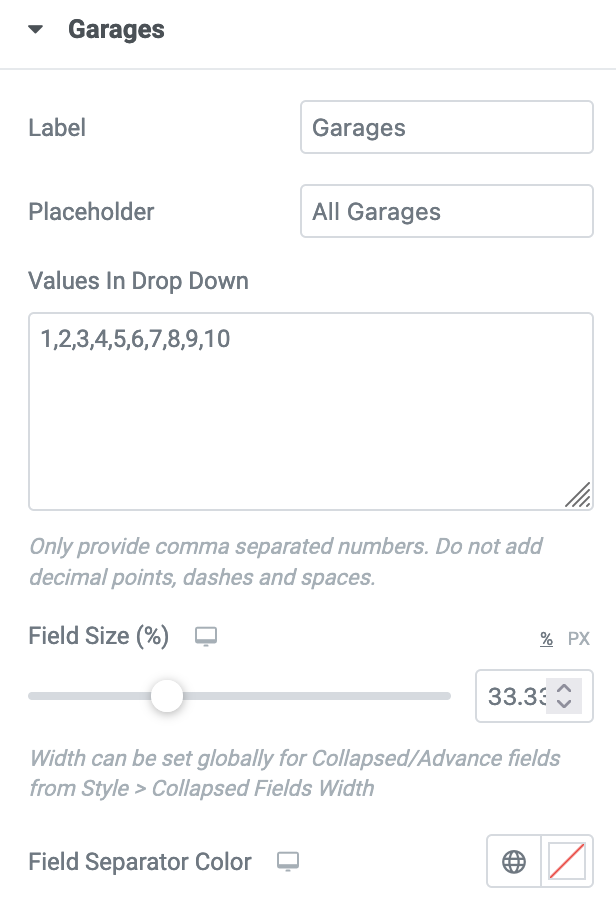 Garages
Label
Garages
Placeholder
All Garages
Values In Drop Down
1,2,3,4,5,6,7,8,9,10
Only provide comma separated numbers. Do not add
decimal points, dashes and spaces.
Field Size (%)
% PX
33.33
Width can be set globally for Collapsed/Advance fields
from Style > Collapsed Fields Width
Field Separator Color